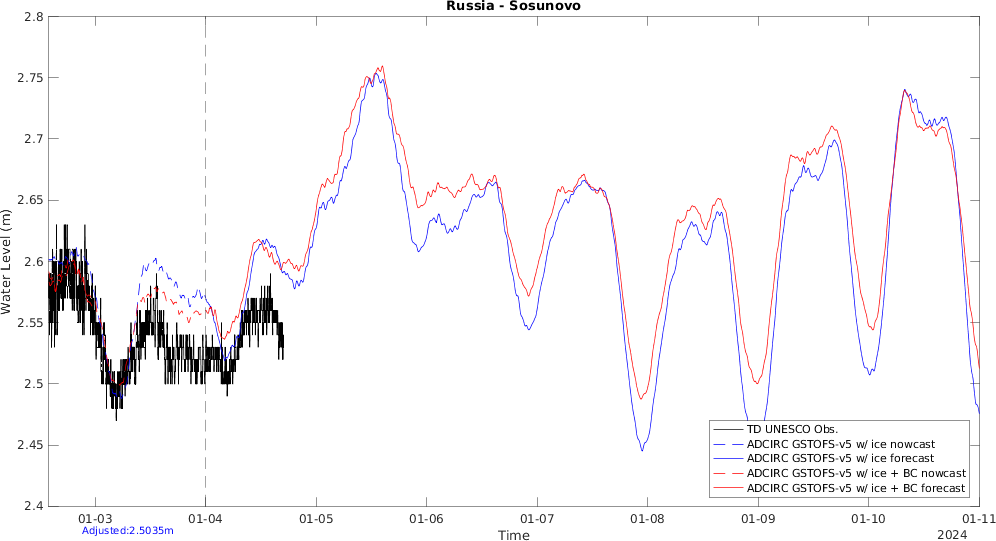 Russia - Sosunovo
Water Level (m)
2.8
2.75
2.7
2.65
2.6
2.55
2.5
2.45
2.4
TD UNESCO Obs.
ADCIRC GSTOFS-v5 w/ ice nowcast
ADCIRC GSTOFS-v5 w/ ice forecast
ADCIRC GSTOFS-v5 w/ ice + BC nowcast
ADCIRC GSTOFS-v5 w/ ice + BC forecast
01-03 01-04 01-05 01-06 01-07 01-08 01-09 01-10 01-11
Adjusted:2.5035m
Time
2024